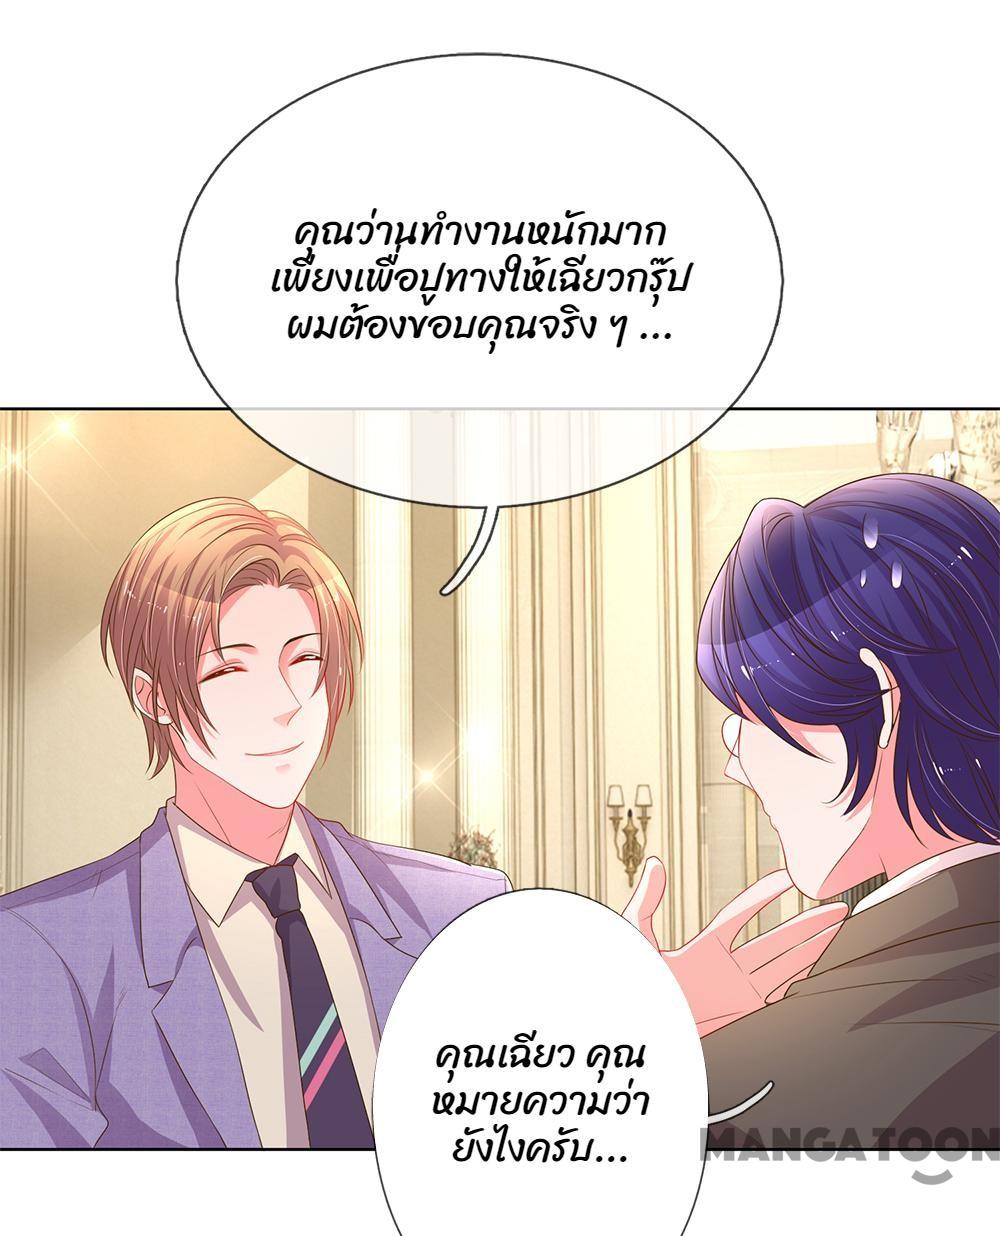 คุณว่านทำงานหนักมาก
เพียงเพื่อปูทางให้เฉียวกรุ๊ป
ผมต้องขอบคุณจริง ๆ ...
คุณเฉียว คุณ
หมายความว่า
ยังไงครับ...
MANGATOON